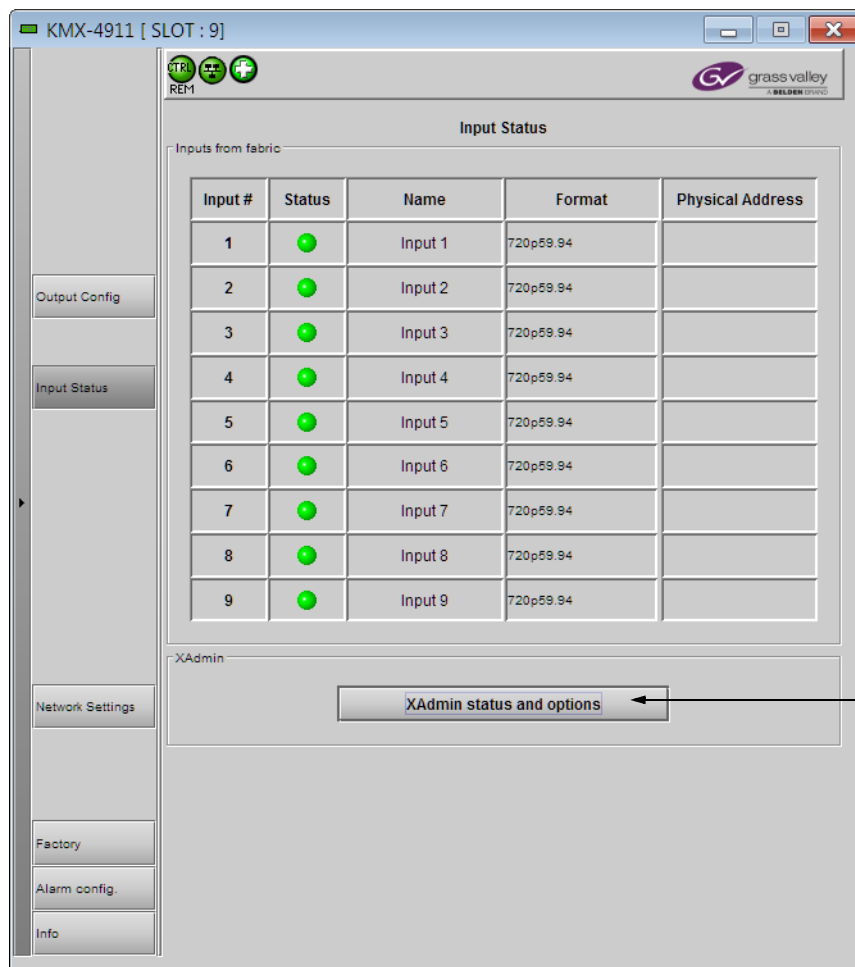 KMX-4911 [ SLOT : 9]
CTRL
REM
grass valley
A BELDEN BRAND
Input Status
Inputs from fabric
Input # Status Name Format Physical Address
1 Input 1 720p59.94
2 Input 2 720p59.94
3 Input 3 720p59.94
4 Input 4 720p59.94
5 Input 5 720p59.94
6 Input 6 720p59.94
7 Input 7 720p59.94
8 Input 8 720p59.94
9 Input 9 720p59.94
XAdmin
XAdmin status and options
Output Config
Input Status
Network Settings
Factory
Alarm config.
Info